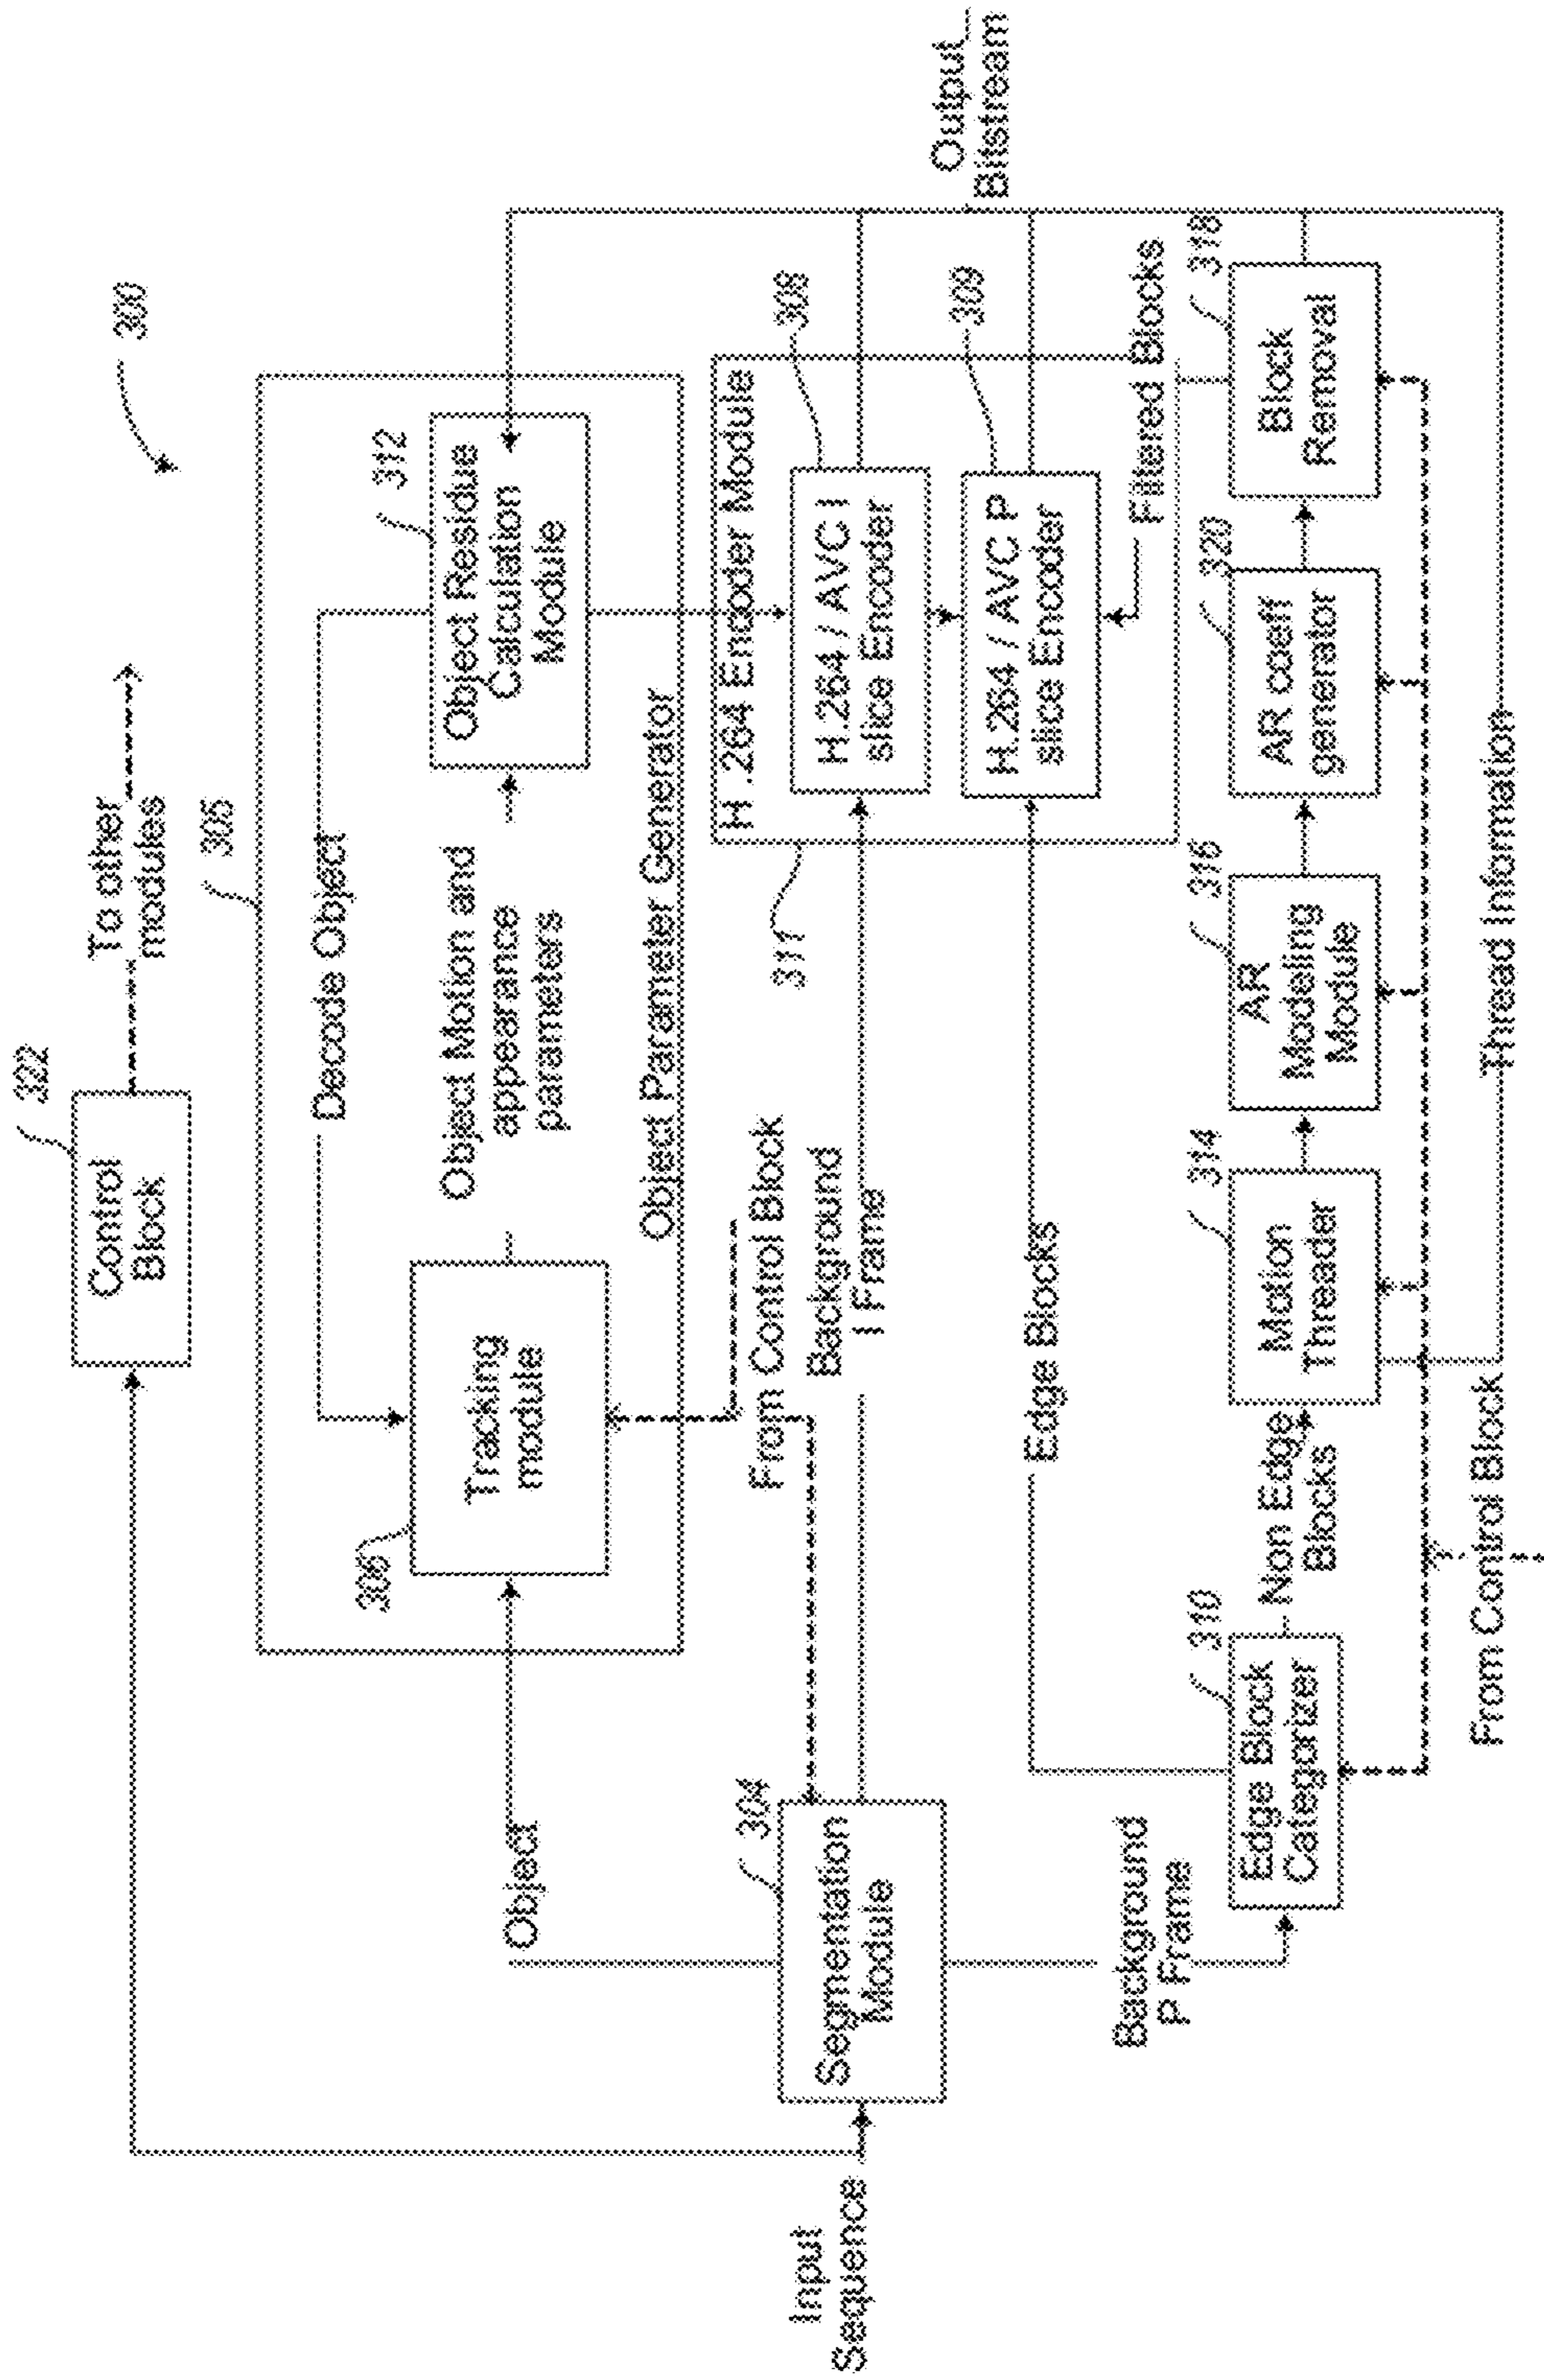 300
322
Control
Block
To other
modules
305
Decode Object
306
Tracking
module
Object Motion and
appearance
parameters
312
Object Residue
Calculation
Module
Object Parameter Generator
Object
From Control Block
Input
Sequence
304
Segmentation
Module
Background
I Frame
311
H .264 Encoder Module
308
H.264 / AVC I
slice Encoder
309
H.264 / AVC P
slice Encoder
Output
Bitstream
Edge Blocks
Filtered Blocks
Background
P Frame
310
Edge Block
Categorizer
Non Edge
Blocks
314
Motion
Threader
316
AR
Modeling
Module
320
AR coeff
generator
318
Block
Removal
From Control Block
Thread Information